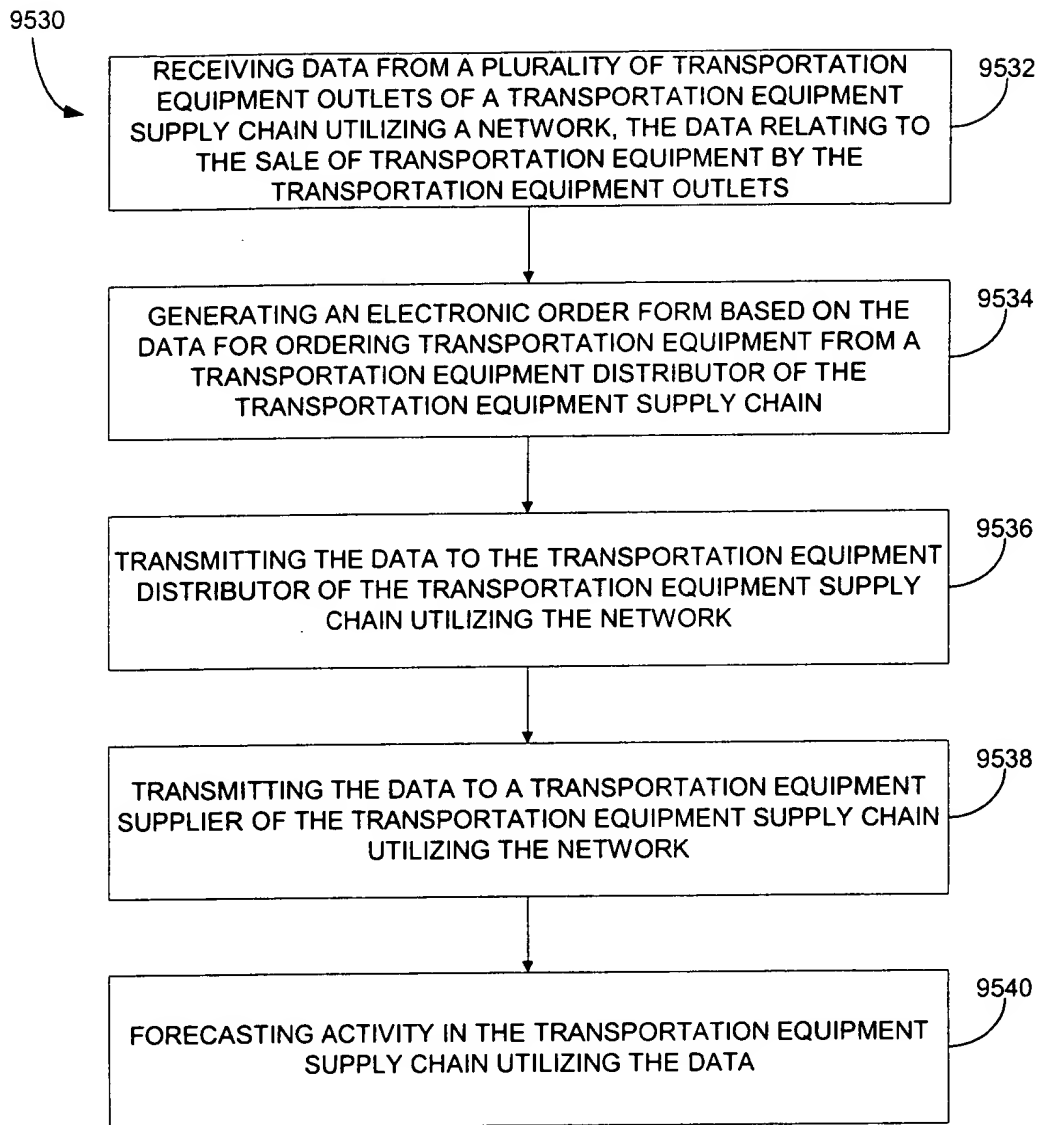 9530
RECEIVING DATA FROM A PLURALITY OF TRANSPORTATION
EQUIPMENT OUTLETS OF A TRANSPORTATION EQUIPMENT
SUPPLY CHAIN UTILIZING A NETWORK, THE DATA RELATING TO
THE SALE OF TRANSPORTATION EQUIPMENT BY THE
TRANSPORTATION EQUIPMENT OUTLETS
9532
GENERATING AN ELECTRONIC ORDER FORM BASED ON THE
DATA FOR ORDERING TRANSPORTATION EQUIPMENT FROM A
TRANSPORTATION EQUIPMENT DISTRIBUTOR OF THE
TRANSPORTATION EQUIPMENT SUPPLY CHAIN
9534
TRANSMITTING THE DATA TO THE TRANSPORTATION EQUIPMENT
DISTRIBUTOR OF THE TRANSPORTATION EQUIPMENT SUPPLY
CHAIN UTILIZING THE NETWORK
9536
TRANSMITTING THE DATA TO A TRANSPORTATION EQUIPMENT
SUPPLIER OF THE TRANSPORTATION EQUIPMENT SUPPLY CHAIN
UTILIZING THE NETWORK
9538
FORECASTING ACTIVITY IN THE TRANSPORTATION EQUIPMENT
SUPPLY CHAIN UTILIZING THE DATA
9540